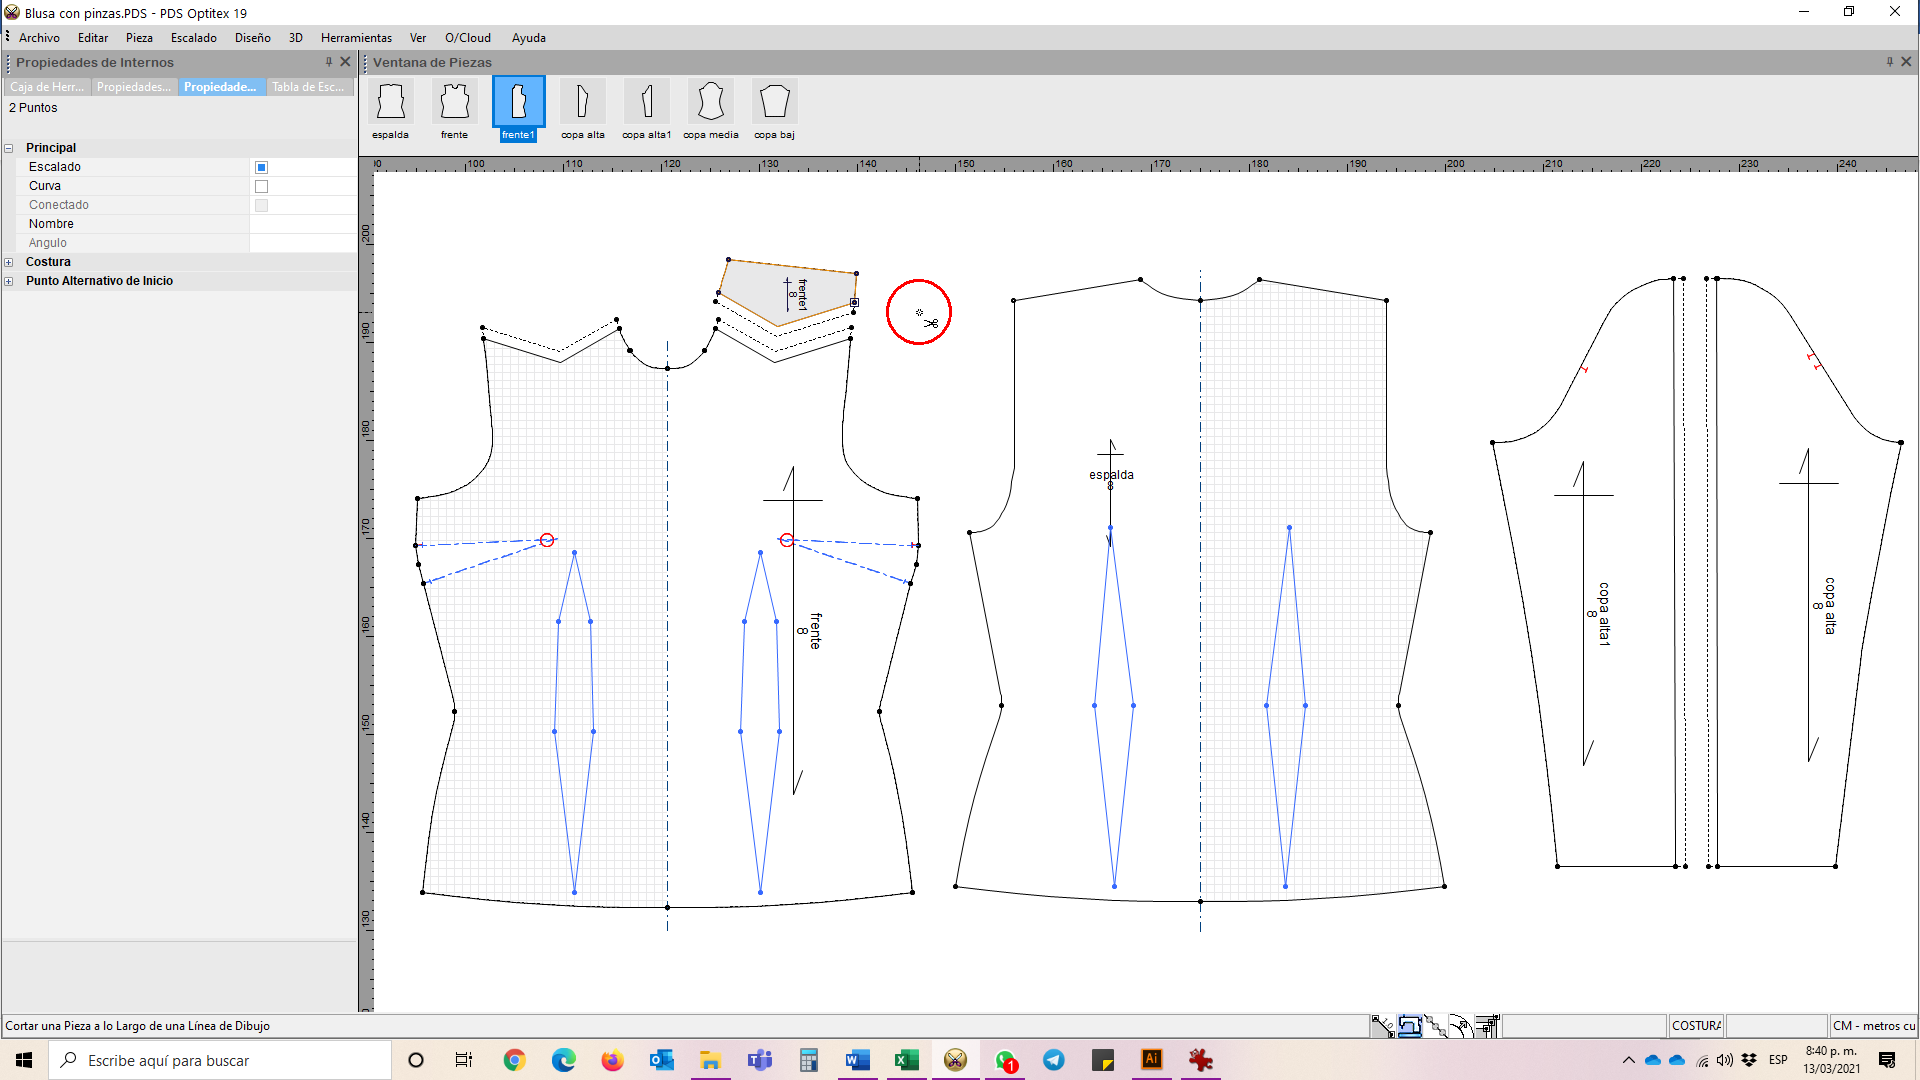 Blusa con pinzas.PDS - PDS Optitex 19
Archivo Editar Pieza Escalado Diseño 3D Herramientas Ver O/Cloud Ayuda
Propiedades de Internos
Ventana de Piezas
Caja de Herr... Propiedades... Propiedade... Tabla de Esc...
2 Puntos
Principal
Escalado
Curva
Conectado
Nombre
Angulo
Costura
Punto Alternativo de Inicio
espalda frente frente1 copa alta copa alta1 copa media copa baj
100 110 120 130 140 150 160 170 180 190 200 210 220 230 240
200
190
180
170
160
150
140
130
frente1
8
frente
8
espalda
8
copa alta1
8
copa alta
8
Cortar una Pieza a lo Largo de una Línea de Dibujo
COSTURA
CM - metros cu
Escribe aquí para buscar
1
Ai
ESP
8:40 p. m.
13/03/2021